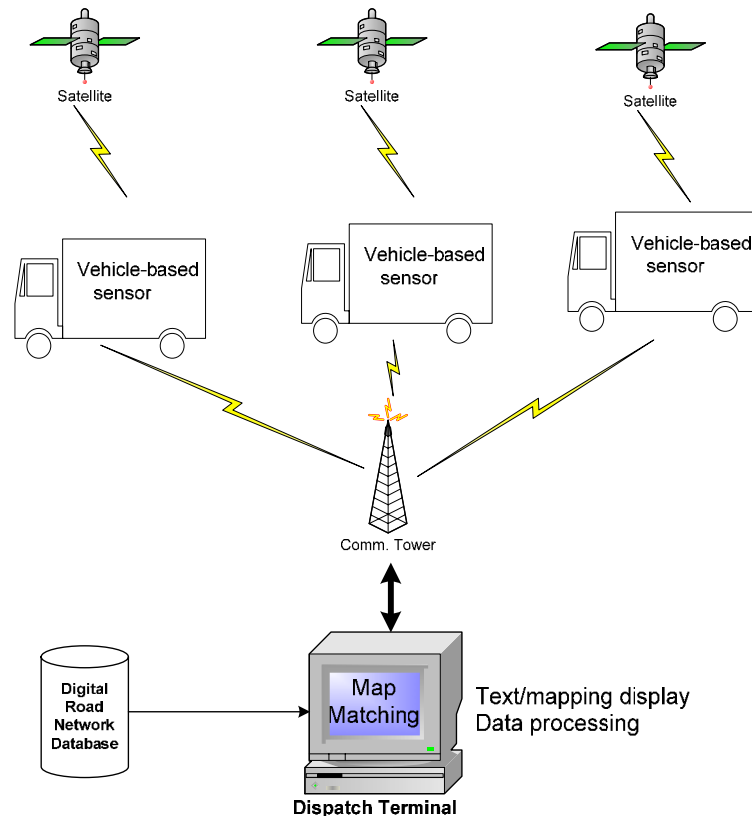 Satellite
Satellite
Satellite
Vehicle-based
sensor
Vehicle-based
sensor
Vehicle-based
sensor
Comm. Tower
Digital
Road
Network
Database
Map
Matching
Text/mapping display
Data processing
Dispatch Terminal